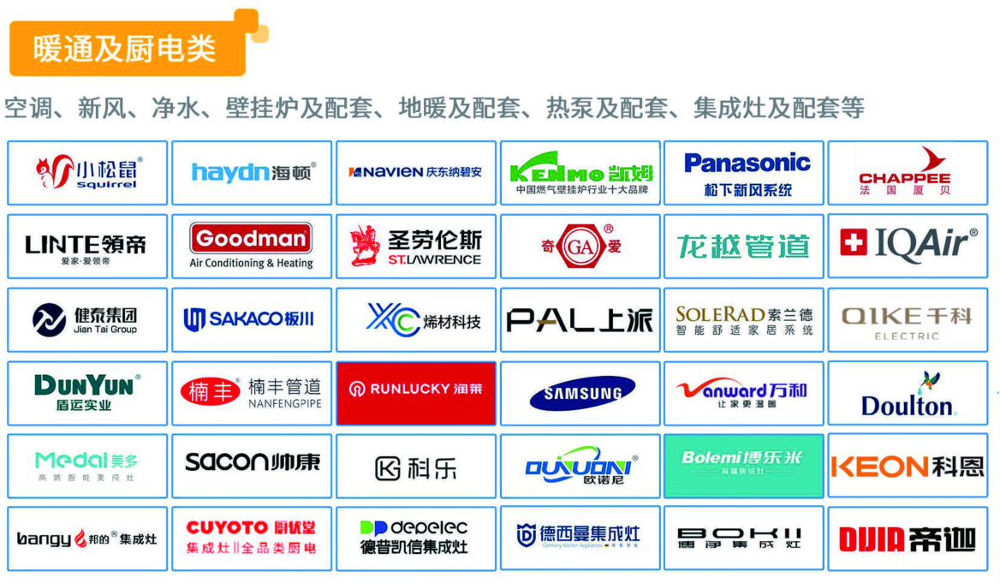 暖通及厨电类
空调、新风、净水、壁挂炉及配套、地暖及配套、热泵及配套、集成灶及配套等
小松鼠®
squirrel
haydn海顿®
NAVIEN 庆东纳碧安
KENMO 凯姆
中国燃气壁挂炉行业十大品牌
Panasonic
松下新风系统
CHAPPEE
法国厦贝
LINTE領帝
爱家·爱领帝
Goodman®
Air Conditioning & Heating
圣劳伦斯
ST.LAWRENCE
奇 GA 爱 ®
龙越管道
IQAir®
健泰集团
Jian Tai Group
SAKACO板川
XC 烯材科技
PAL上派
SOLERAD索兰德
智能舒适家居系统
QIKE千科
ELECTRIC
DUNYUN®
盾运实业
楠丰® 楠丰管道
NANFENGPIPE
RUNLUCKY 润莱
SAMSUNG
Vanward万和
让家更温暖
Doulton
Medal美多
高端智能集成灶
sacon帅康
科乐
OUNUONI®
欧诺尼
Bolemi博乐米
高端集成灶
KEON科恩
bangy 邦的® 集成灶
CUYOTO 厨优堂
集成灶||全品类厨电
depelec
德普凯信集成灶
德西曼集成灶
Germany Kitchen Appliances
BOKII
博净集成灶
DIJIA帝迦